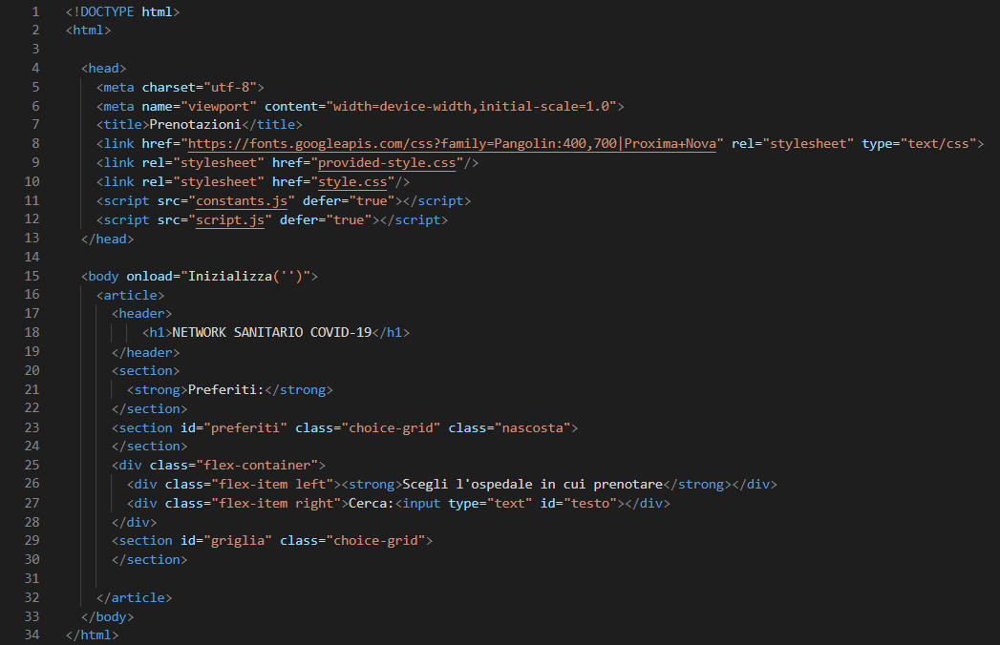 1 <!DOCTYPE html>
2 <html>
3
4 <head>
5 <meta charset="utf-8">
6 <meta name="viewport" content="width=device-width,initial-scale=1.0">
7 <title>Prenotazioni</title>
8 <link href="https://fonts.googleapis.com/css?family=Pangolin:400,700|Proxima+Nova" rel="stylesheet" type="text/css">
9 <link rel="stylesheet" href="provided-style.css"/>
10 <link rel="stylesheet" href="style.css"/>
11 <script src="constants.js" defer="true"></script>
12 <script src="script.js" defer="true"></script>
13 </head>
14
15 <body onload="Inizializza('')">
16 <article>
17 <header>
18 <h1>NETWORK SANITARIO COVID-19</h1>
19 </header>
20 <section>
21 <strong>Preferiti:</strong>
22 </section>
23 <section id="preferiti" class="choice-grid" class="nascosta">
24 </section>
25 <div class="flex-container">
26 <div class="flex-item left"><strong>Scegli l'ospedale in cui prenotare</strong></div>
27 <div class="flex-item right">Cerca:<input type="text" id="testo"></div>
28 </div>
29 <section id="griglia" class="choice-grid">
30 </section>
31
32 </article>
33 </body>
34 </html>